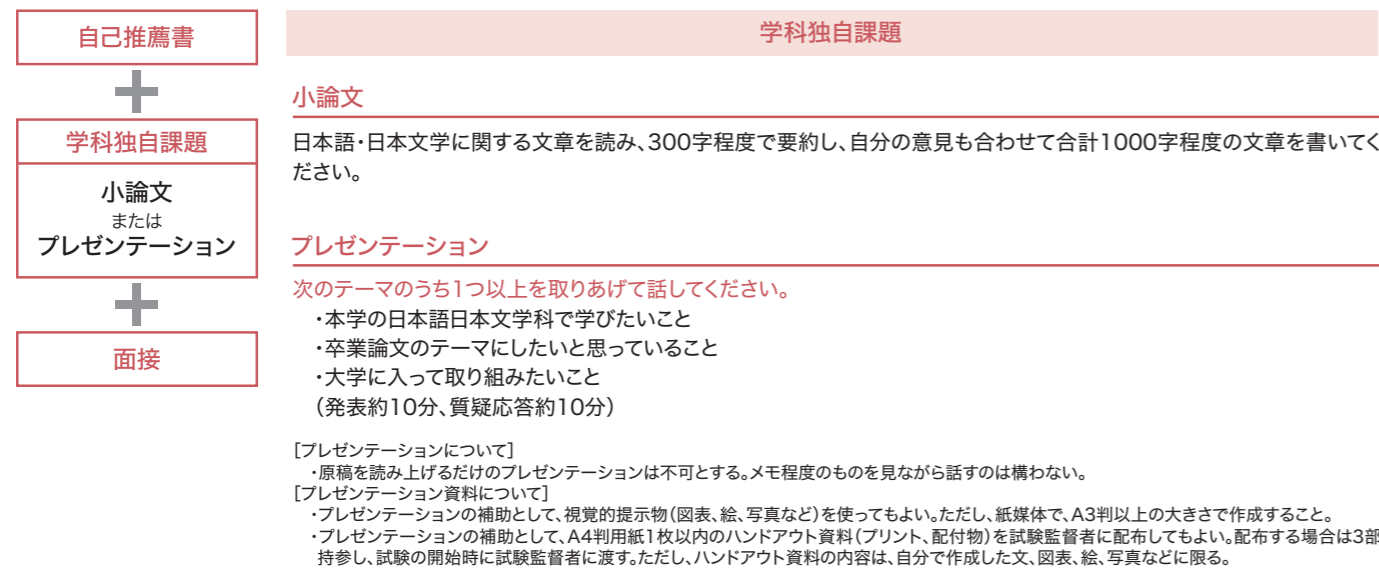 自己推薦書
学科独自課題
小論文
または
プレゼンテーション
面接
学科独自課題
小論文
日本語・日本文学に関する文章を読み、300字程度で要約し、自分の意見も合わせて合計1000字程度の文章を書いてく
ださい。
プレゼンテーション
次のテーマのうち1つ以上を取りあげて話してください。
・本学の日本語日本文学科で学びたいこと
・卒業論文のテーマにしたいと思っていること
・大学に入って取り組みたいこと
（発表約10分、質疑応答約10分）
［プレゼンテーションについて］
・原稿を読み上げるだけのプレゼンテーションは不可とする。メモ程度のものを見ながら話すのは構わない。
［プレゼンテーション資料について］
・プレゼンテーションの補助として、視覚的提示物（図表、絵、写真など）を使ってもよい。ただし、紙媒体で、A3判以上の大きさで作成すること。
・プレゼンテーションの補助として、A4判用紙1枚以内のハンドアウト資料（プリント、配付物）を試験監督者に配布してもよい。配布する場合は3部
持参し、試験の開始時に試験監督者に渡す。ただし、ハンドアウト資料の内容は、自分で作成した文、図表、絵、写真などに限る。